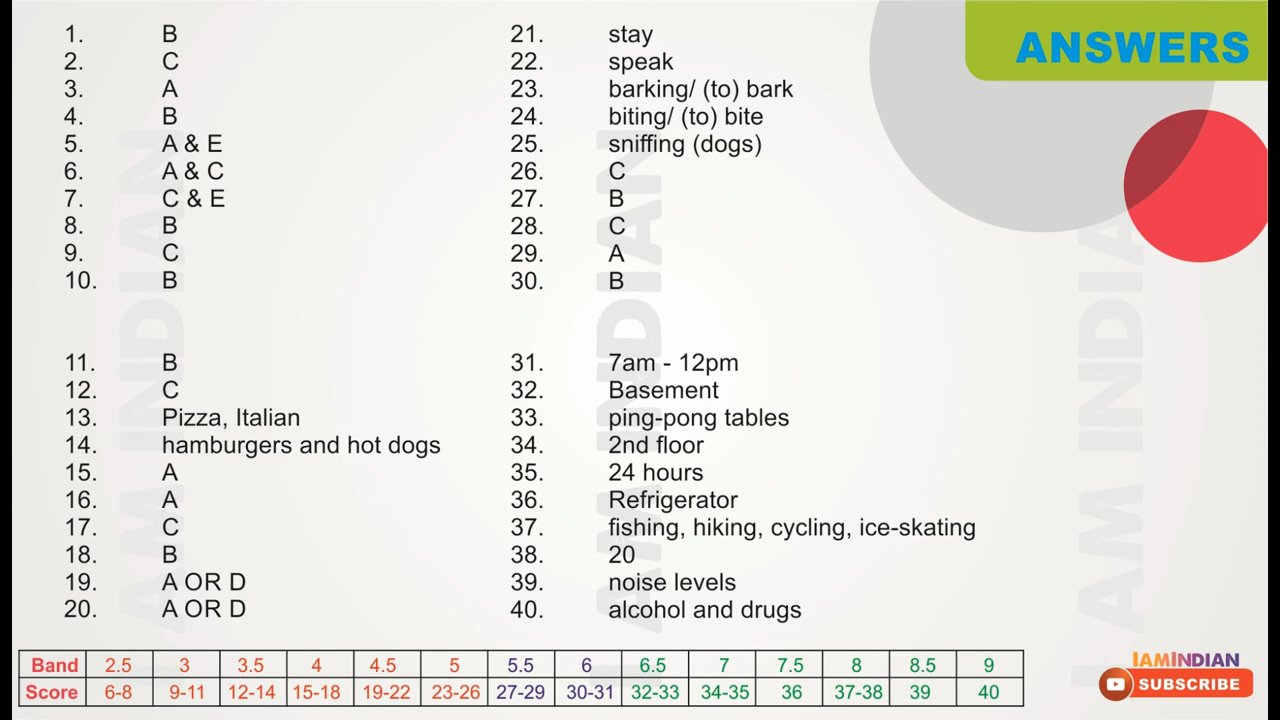 ANSWERS
1. B
2. C
3. A
4. B
5. A & E
6. A & C
7. C & E
8. B
9. C
10. B
11. B
12. C
13. Pizza, Italian
14. hamburgers and hot dogs
15. A
16. A
17. C
18. B
19. A OR D
20. A OR D
21. stay
22. speak
23. barking/ (to) bark
24. biting/ (to) bite
25. sniffing (dogs)
26. C
27. B
28. C
29. A
30. B
31. 7am - 12pm
32. Basement
33. ping-pong tables
34. 2nd floor
35. 24 hours
36. Refrigerator
37. fishing, hiking, cycling, ice-skating
38. 20
39. noise levels
40. alcohol and drugs
Band 2.5 3 3.5 4 4.5 5 5.5 6 6.5 7 7.5 8 8.5 9
Score 6-8 9-11 12-14 15-18 19-22 23-26 27-29 30-31 32-33 34-35 36 37-38 39 40
IAMINDIAN
SUBSCRIBE
I AM INDIAN
I AM INDIAN
I AM INDIAN